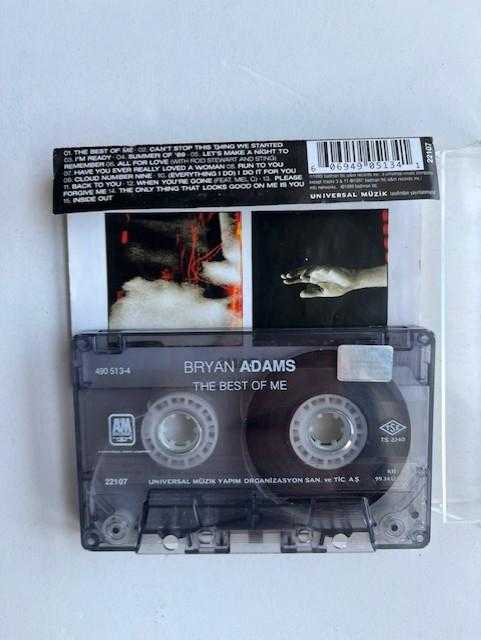 01. THE BEST OF ME · 02. CAN'T STOP THIS THING WE STARTED
03. I'M READY · 04. SUMMER OF '69 · 05. LET'S MAKE A NIGHT TO
REMEMBER 06. ALL FOR LOVE (WITH ROD STEWART AND STING)
07. HAVE YOU EVER REALLY LOVED A WOMAN · 08. RUN TO YOU
09. CLOUD NUMBER NINE · 10. (EVERYTHING I DO) I DO IT FOR YOU
11. BACK TO YOU · 12. WHEN YOU'RE GONE (FEAT. MEL C) · 13. PLEASE
FORGIVE ME 14. THE ONLY THING THAT LOOKS GOOD ON ME IS YOU
15. INSIDE OUT
6 06949 05134 1
22107
UNIVERSAL MÜZİK
490 513-4
BRYAN ADAMS
THE BEST OF ME
A&M
TSE
22107
UNIVERSAL MÜZİK YAPIM ORGANİZASYON SAN. ve TİC. A.Ş.